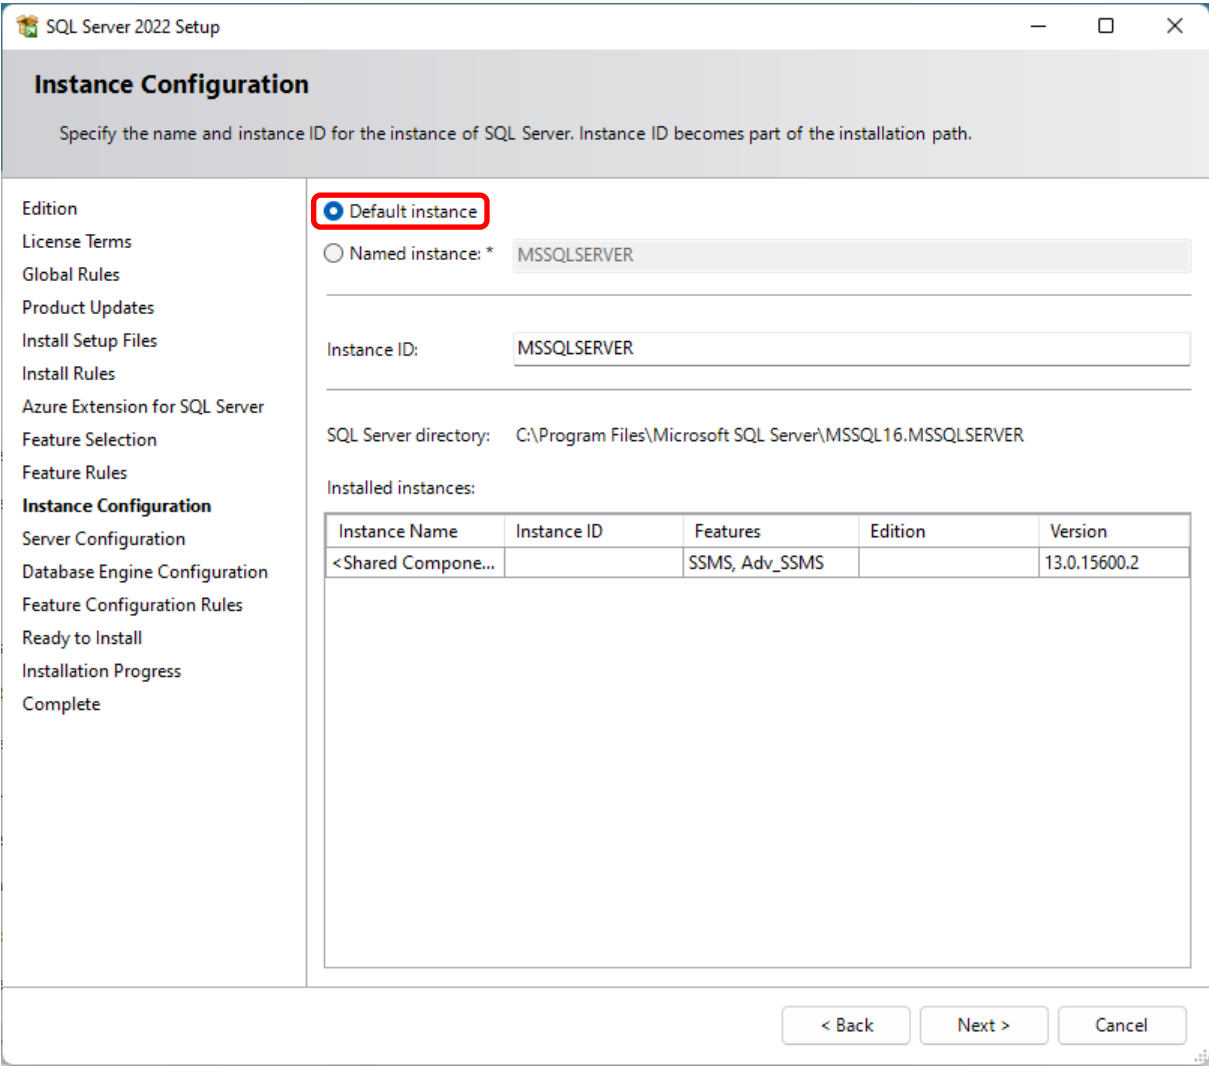 SQL Server 2022 Setup
Instance Configuration
Specify the name and instance ID for the instance of SQL Server. Instance ID becomes part of the installation path.
Edition
License Terms
Global Rules
Product Updates
Install Setup Files
Install Rules
Azure Extension for SQL Server
Feature Selection
Feature Rules
Instance Configuration
Server Configuration
Database Engine Configuration
Feature Configuration Rules
Ready to Install
Installation Progress
Complete
Default instance
Named instance: * MSSQLSERVER
Instance ID: MSSQLSERVER
SQL Server directory: C:\Program Files\Microsoft SQL Server\MSSQL16.MSSQLSERVER
Installed instances:
Instance Name Instance ID Features Edition Version
<Shared Compone... SSMS, Adv_SSMS 13.0.15600.2
< Back Next > Cancel